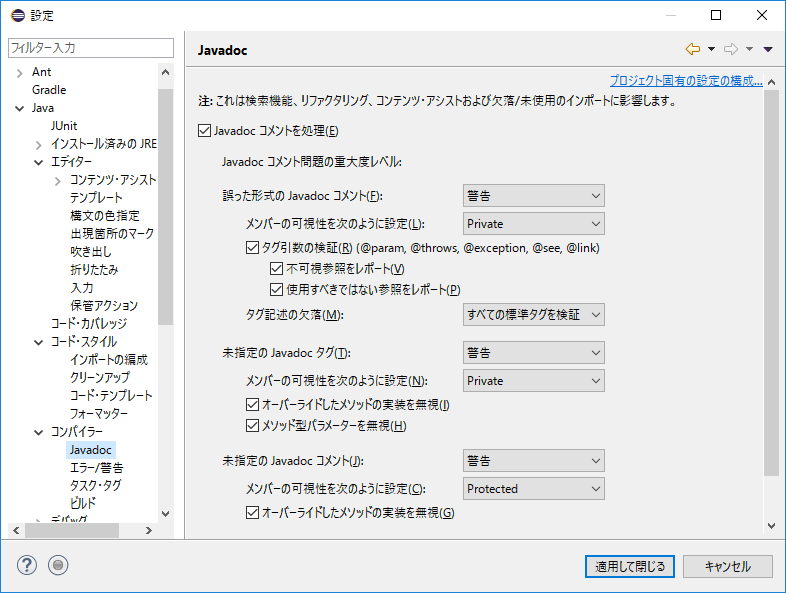 設定
フィルター入力
Ant
Gradle
Java
JUnit
インストール済みの JRE
エディター
コンテンツ・アシスト
テンプレート
構文の色指定
出現箇所のマーク
吹き出し
折りたたみ
入力
保管アクション
コード・カバレッジ
コード・スタイル
インポートの編成
クリーンアップ
コード・テンプレート
フォーマッター
コンパイラー
Javadoc
エラー/警告
タスク・タグ
ビルド
デバッグ
Javadoc
プロジェクト固有の設定の構成...
注: これは検索機能、リファクタリング、コンテンツ・アシストおよび欠落/未使用のインポートに影響します。
Javadoc コメントを処理(E)
Javadoc コメント問題の重大度レベル:
誤った形式の Javadoc コメント(F): 警告
メンバーの可視性を次のように設定(L): Private
タグ引数の検証(R) (@param, @throws, @exception, @see, @link)
不可視参照をレポート(V)
使用すべきではない参照をレポート(P)
タグ記述の欠落(M): すべての標準タグを検証
未指定の Javadoc タグ(T): 警告
メンバーの可視性を次のように設定(N): Private
オーバーライドしたメソッドの実装を無視(I)
メソッド型パラメーターを無視(H)
未指定の Javadoc コメント(J): 警告
メンバーの可視性を次のように設定(C): Protected
オーバーライドしたメソッドの実装を無視(G)
?
適用して閉じる
キャンセル